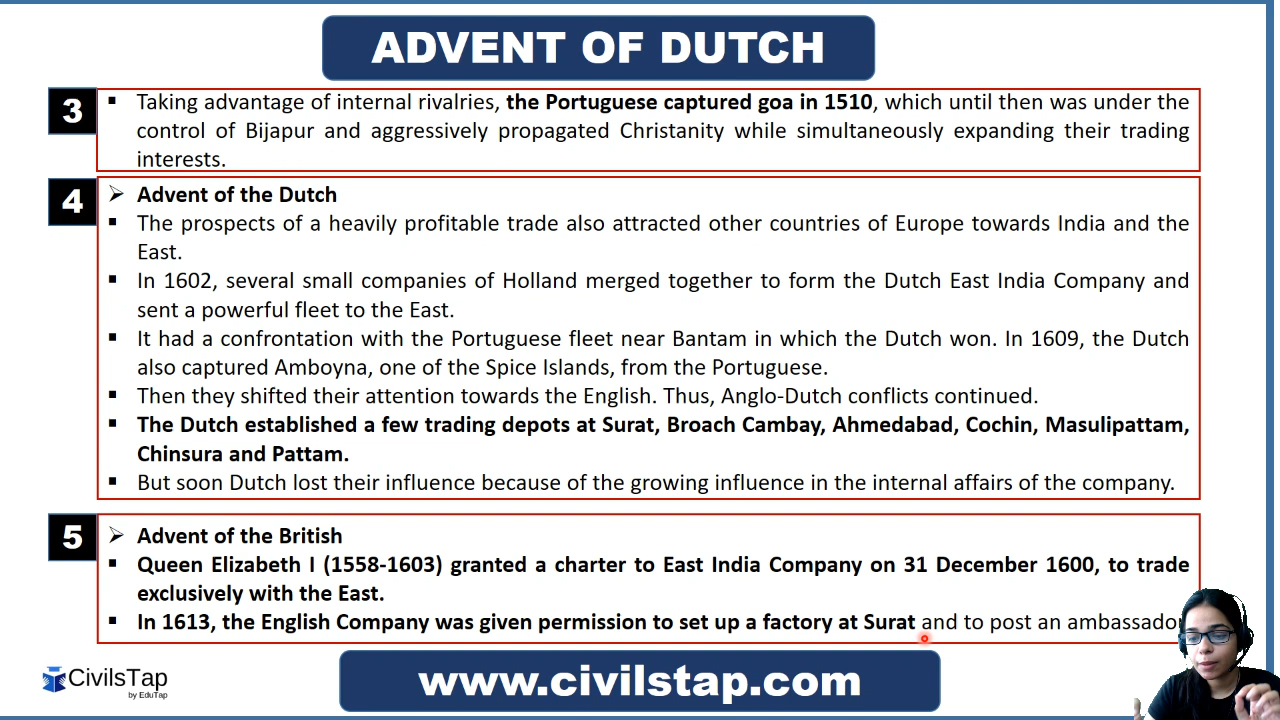 ADVENT OF DUTCH
3
▪ Taking advantage of internal rivalries, the Portuguese captured goa in 1510, which until then was under the
control of Bijapur and aggressively propagated Christanity while simultaneously expanding their trading
interests.
4
➢ Advent of the Dutch
▪ The prospects of a heavily profitable trade also attracted other countries of Europe towards India and the
East.
▪ In 1602, several small companies of Holland merged together to form the Dutch East India Company and
sent a powerful fleet to the East.
▪ It had a confrontation with the Portuguese fleet near Bantam in which the Dutch won. In 1609, the Dutch
also captured Amboyna, one of the Spice Islands, from the Portuguese.
▪ Then they shifted their attention towards the English. Thus, Anglo-Dutch conflicts continued.
▪ The Dutch established a few trading depots at Surat, Broach Cambay, Ahmedabad, Cochin, Masulipattam,
Chinsura and Pattam.
▪ But soon Dutch lost their influence because of the growing influence in the internal affairs of the company.
5
➢ Advent of the British
▪ Queen Elizabeth I (1558-1603) granted a charter to East India Company on 31 December 1600, to trade
exclusively with the East.
▪ In 1613, the English Company was given permission to set up a factory at Surat and to post an ambassado
CivilsTap
by EduTap
www.civilstap.com